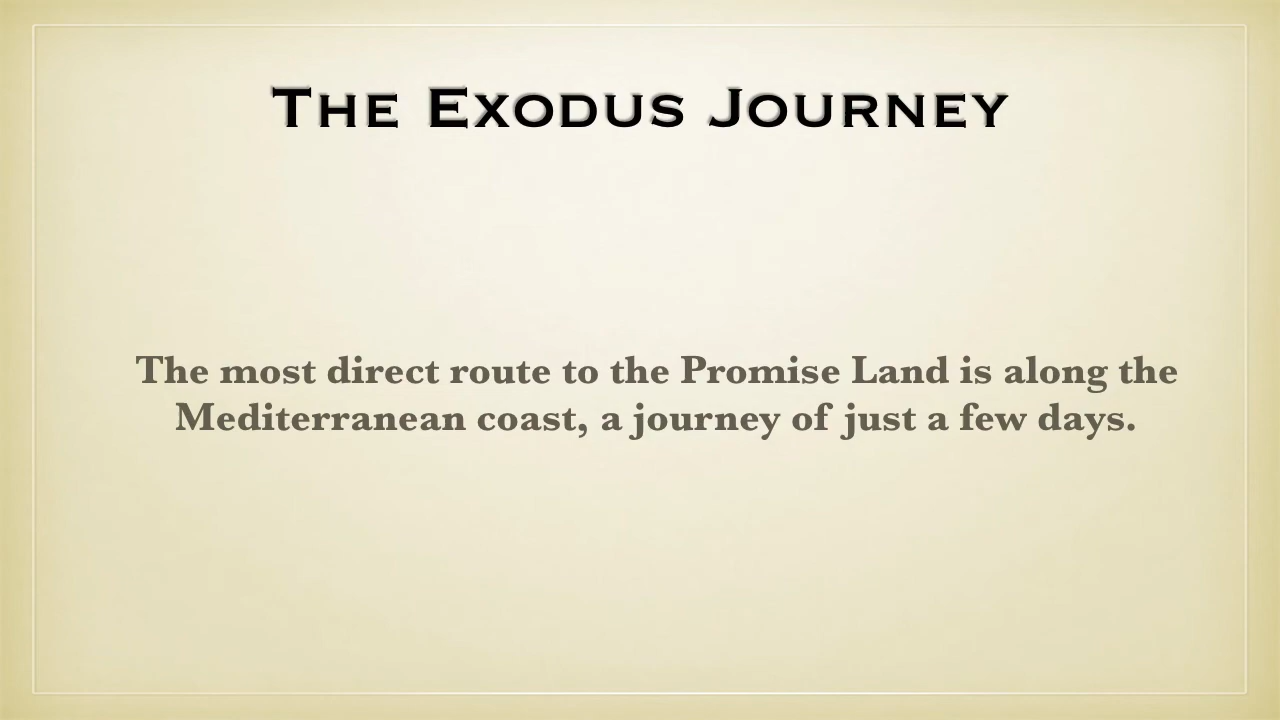 The Exodus Journey
The most direct route to the Promise Land is along the
Mediterranean coast, a journey of just a few days.